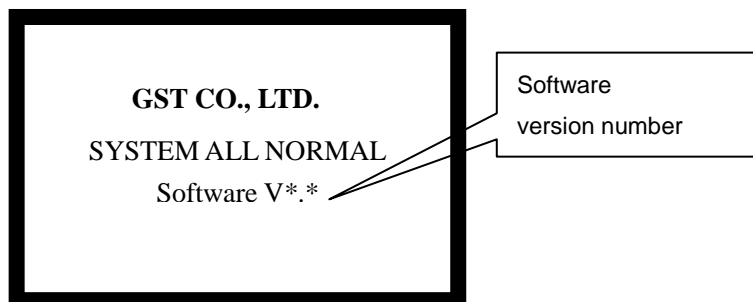 GST CO., LTD.
SYSTEM ALL NORMAL
Software V*.*
Software
version number